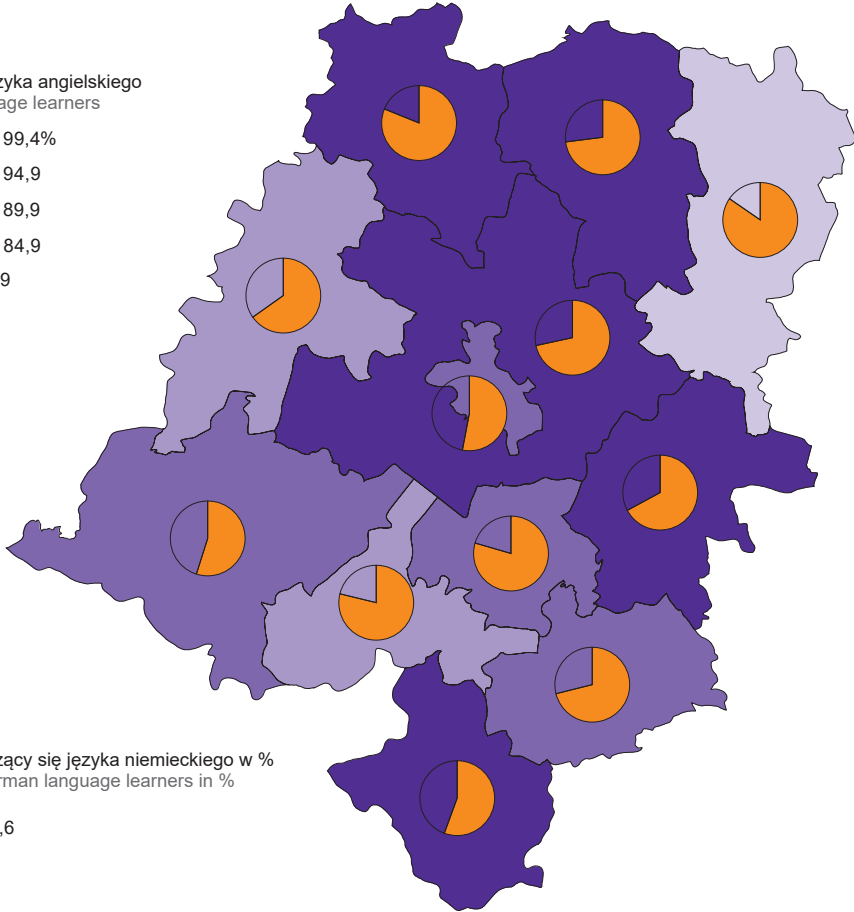 zyka angielskiego
age learners
99,4%
94,9
89,9
84,9
9
zący się języka niemieckiego w %
rman language learners in %
,6